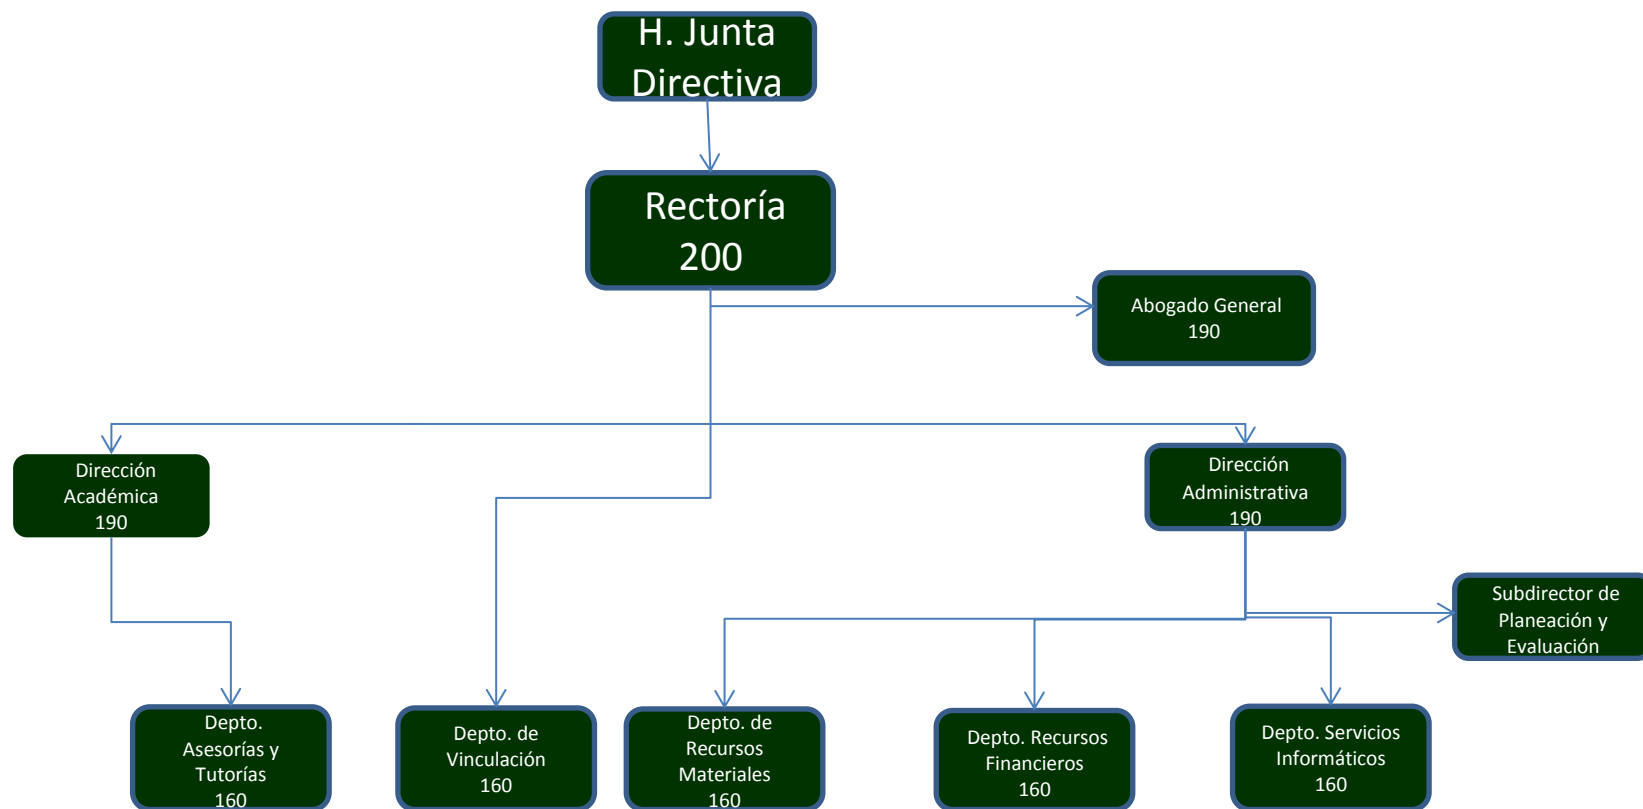 H. Junta
Directiva
Rectoría
200
Abogado General
190
Dirección
Académica
190
Dirección
Administrativa
190
Subdirector de
Planeación y
Evaluación
Depto.
Asesorías y
Tutorías
160
Depto. de
Vinculación
160
Depto. de
Recursos
Materiales
160
Depto. Recursos
Financieros
160
Depto. Servicios
Informáticos
160